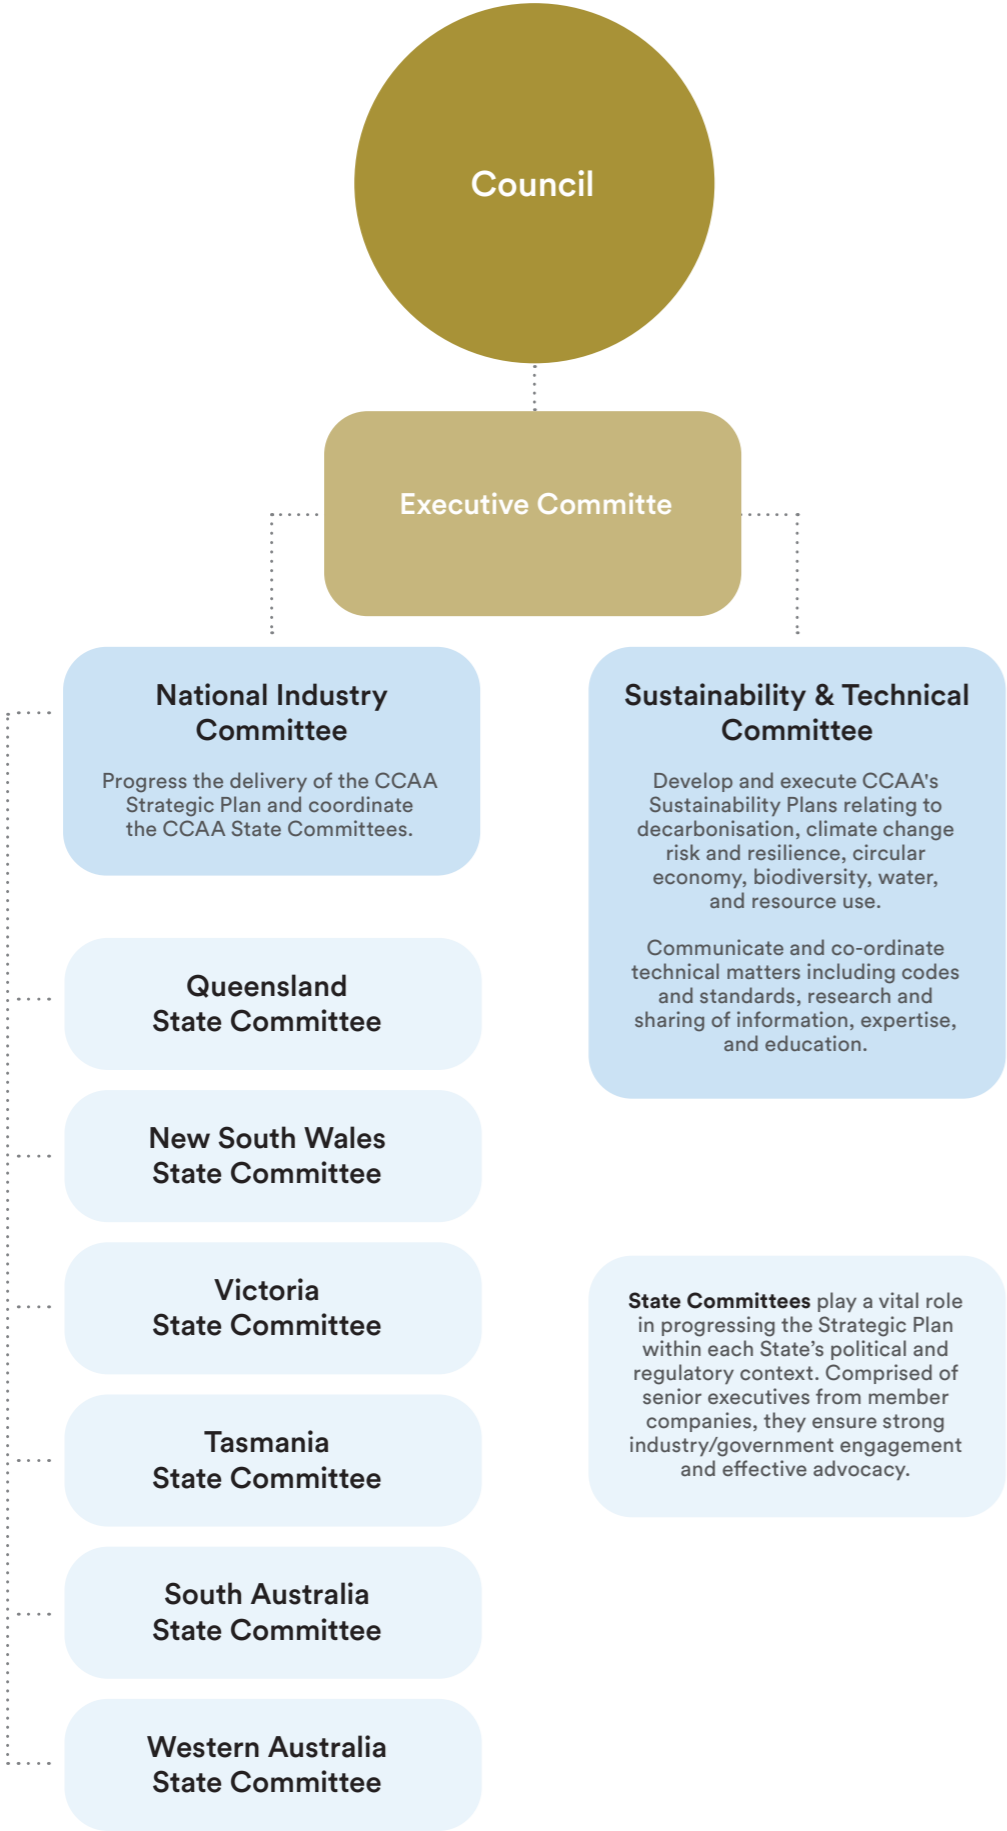 Council
Executive Committe
National Industry
Committee
Progress the delivery of the CCAA
Strategic Plan and coordinate
the CCAA State Committees.
Sustainability & Technical
Committee
Develop and execute CCAA's
Sustainability Plans relating to
decarbonisation, climate change
risk and resilience, circular
economy, biodiversity, water,
and resource use.
Communicate and co-ordinate
technical matters including codes
and standards, research and
sharing of information, expertise,
and education.
Queensland
State Committee
New South Wales
State Committee
Victoria
State Committee
Tasmania
State Committee
South Australia
State Committee
Western Australia
State Committee
State Committees play a vital role
in progressing the Strategic Plan
within each State’s political and
regulatory context. Comprised of
senior executives from member
companies, they ensure strong
industry/government engagement
and effective advocacy.